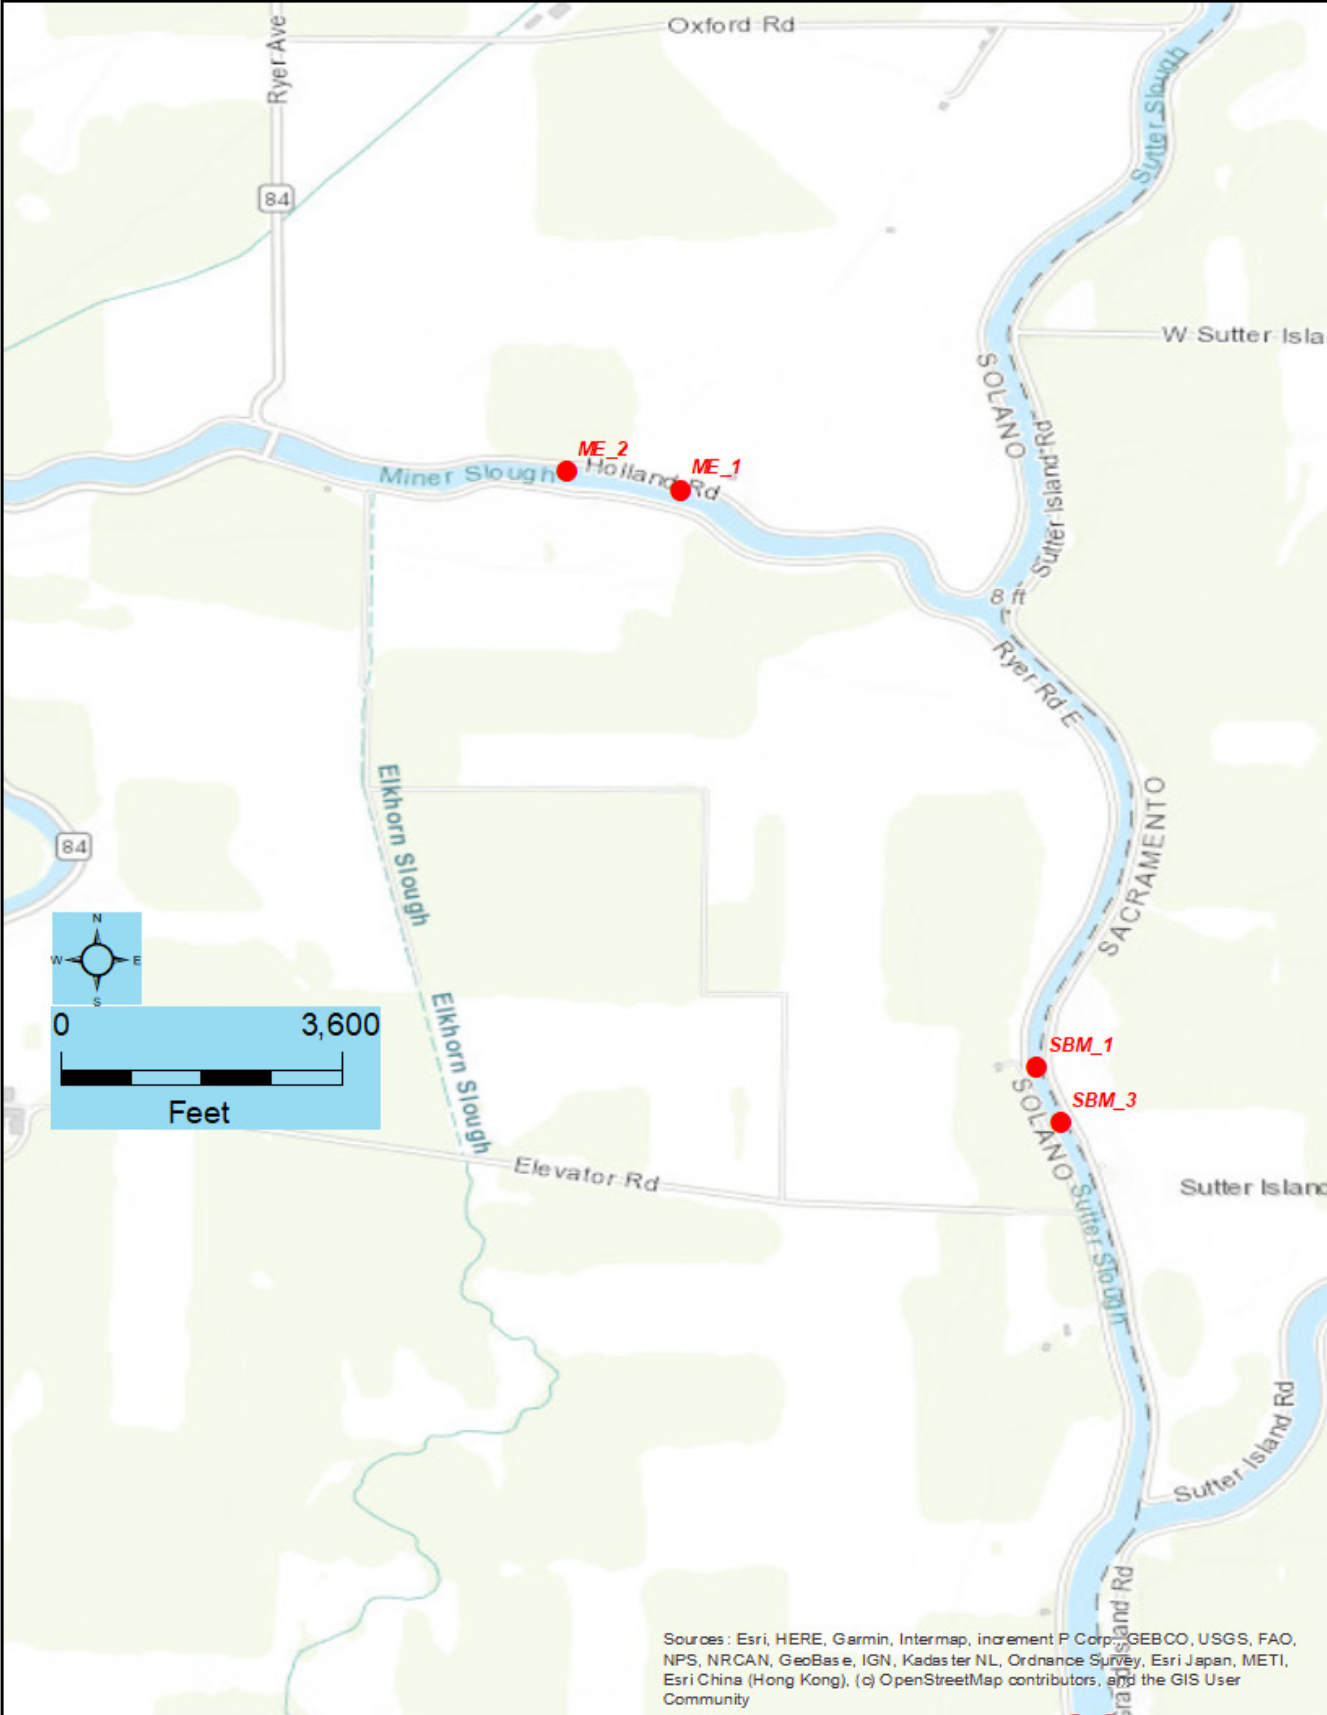 Oxford Rd
Ryer Ave
Sutter Slough
84
W Sutter Isla
SOLANO
Sutter Island Rd
ME_2
Miner Slough
Holland Rd
ME_1
8 ft
Ryer Rd E
Elkhorn Slough
SACRAMENTO
84
N
W
E
S
0
3,600
Feet
Elkhorn Slough
SBM_1
SBM_3
SOLANO
Elevator Rd
Sutter Island
Sutter Slough
Sutter Island Rd
Grand Island Rd
Sources: Esri, HERE, Garmin, Intermap, increment P Corp., GEBCO, USGS, FAO,
NPS, NRCAN, GeoBase, IGN, Kadaster NL, Ordnance Survey, Esri Japan, METI,
Esri China (Hong Kong), (c) OpenStreetMap contributors, and the GIS User
Community